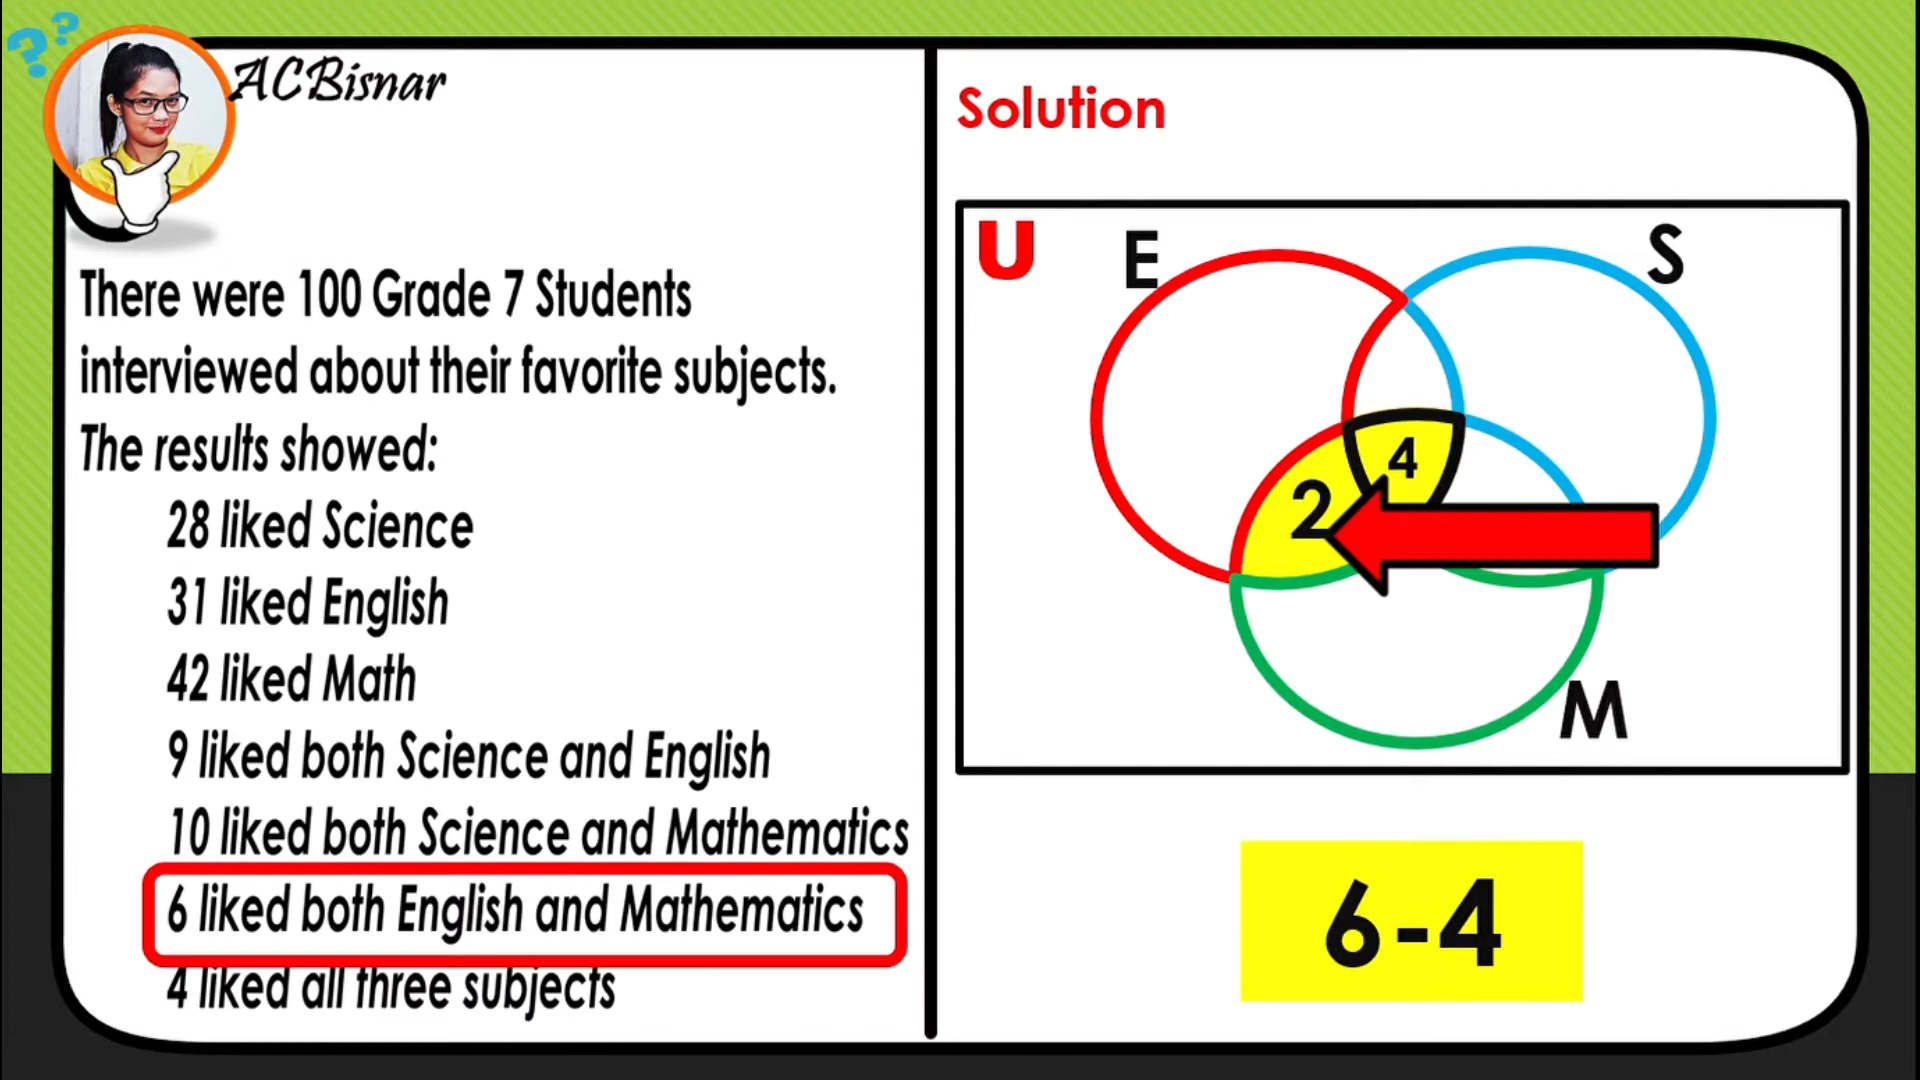 ? ?
ACBisnar
There were 100 Grade 7 Students
interviewed about their favorite subjects.
The results showed:
28 liked Science
31 liked English
42 liked Math
9 liked both Science and English
10 liked both Science and Mathematics
6 liked both English and Mathematics
4 liked all three subjects
Solution
U
E
S
4
2
M
6-4